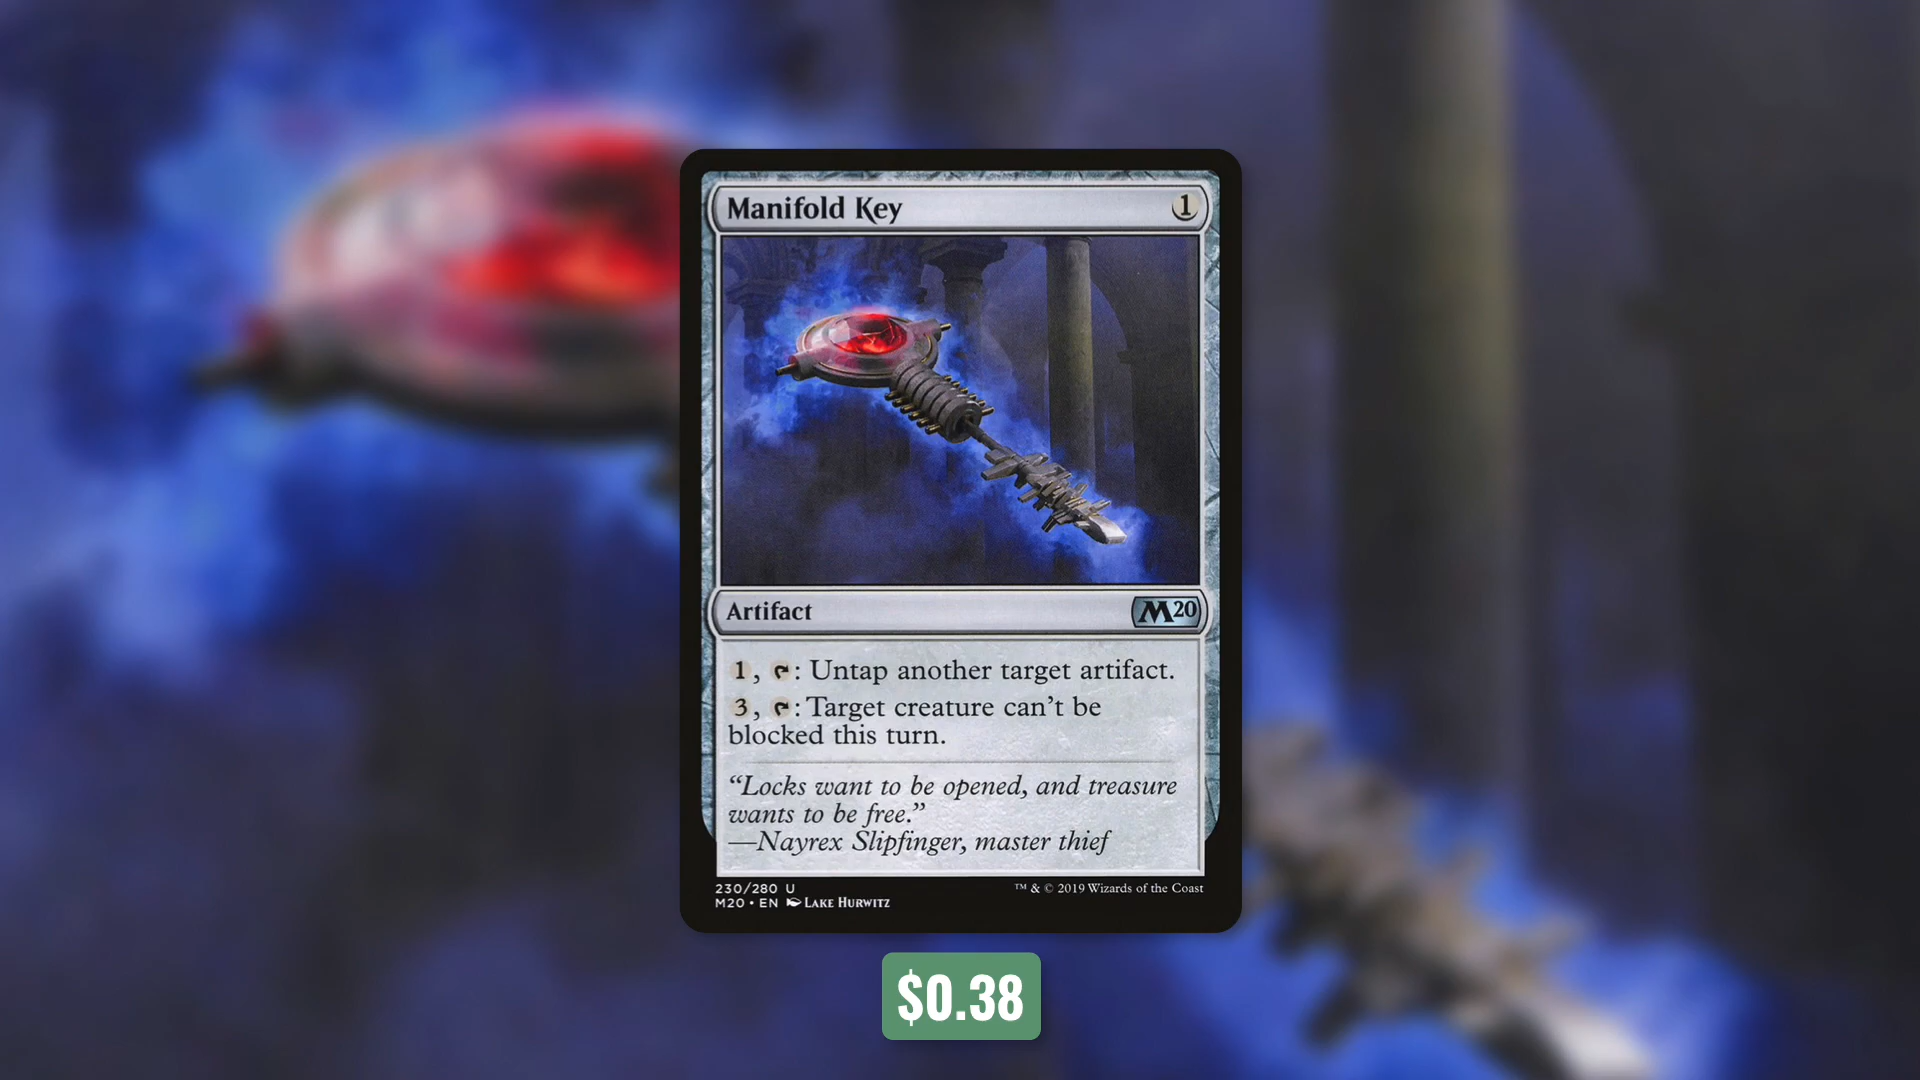 Manifold Key
1
Artifact
M20
1, : Untap another target artifact.
3, : Target creature can't be
blocked this turn.
“Locks want to be opened, and treasure
wants to be free.”
—Nayrex Slipfinger, master thief
230/280 U
™ & © 2019 Wizards of the Coast
M20 • EN Lake Hurwitz
$0.38